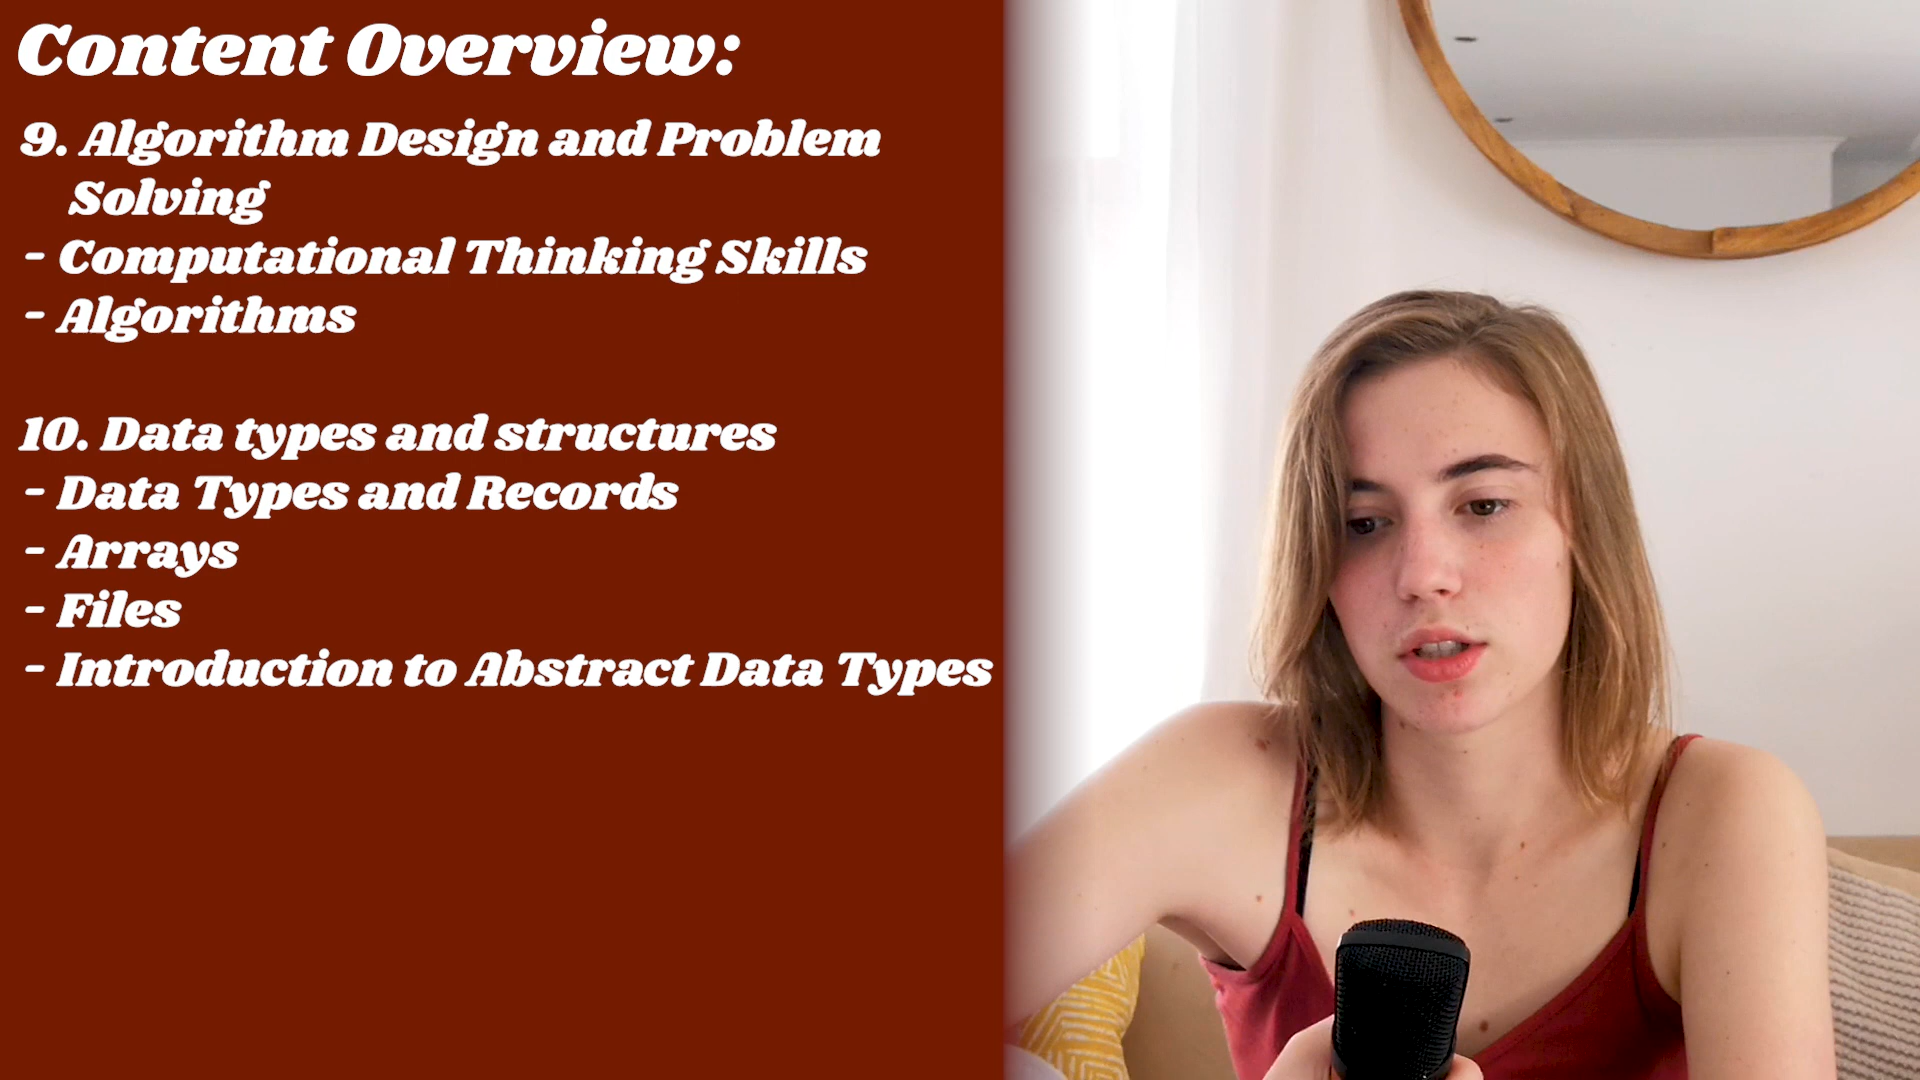 Content Overview:
9. Algorithm Design and Problem
Solving
- Computational Thinking Skills
- Algorithms
10. Data types and structures
- Data Types and Records
- Arrays
- Files
- Introduction to Abstract Data Types